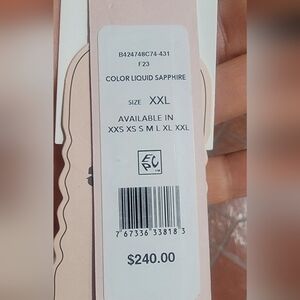 B424748C74-431
F23
COLOR LIQUID SAPPHIRE
SIZE XXL
AVAILABLE IN
XXS XS S M L XL XXL
7 67336 33818 3
$240.00